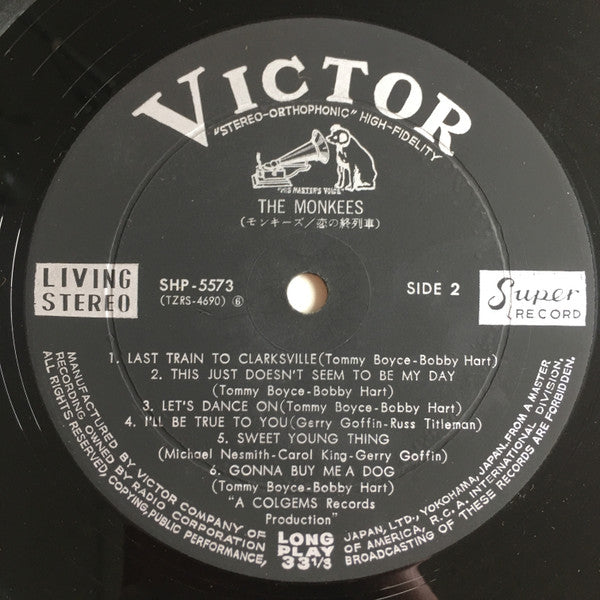 VICTOR
"STEREO-ORTHOPHONIC" HIGH-FIDELITY
"HIS MASTER'S VOICE"
THE MONKEES
(モンキーズ/恋の終列車)
LIVING
STEREO
SHP-5573
(TZRS-4690) ⑥
SIDE 2
Super
RECORD
1. LAST TRAIN TO CLARKSVILLE (Tommy Boyce-Bobby Hart)
2. THIS JUST DOESN'T SEEM TO BE MY DAY
(Tommy Boyce-Bobby Hart)
3. LET'S DANCE ON (Tommy Boyce-Bobby Hart)
4. I'LL BE TRUE TO YOU (Gerry Goffin-Russ Titleman)
5. SWEET YOUNG THING
(Michael Nesmith-Carol King-Gerry Goffin)
6. GONNA BUY ME A DOG
(Tommy Boyce-Bobby Hart)
"A COLGEMS Records
Production"
LONG
PLAY
33 1/3
MANUFACTURED BY VICTOR COMPANY OF JAPAN, LTD., YOKOHAMA, JAPAN. FROM A MASTER
RECORDING OWNED BY RADIO CORPORATION OF AMERICA, R.C.A. INTERNATIONAL DIVISION.
ALL RIGHTS RESERVED, COPYING, PUBLIC PERFORMANCE, BROADCASTING OF THESE RECORDS ARE FORBIDDEN.